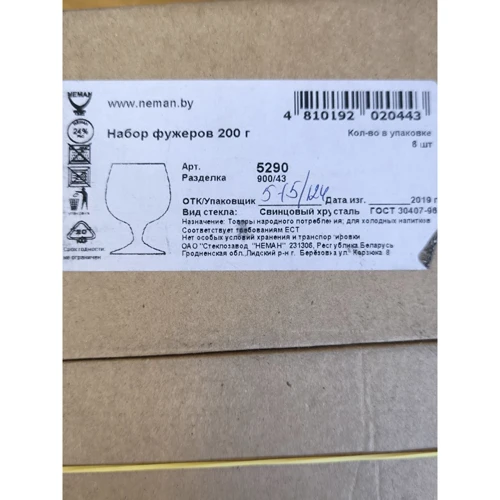 NEMAN
www.neman.by
4 810192 020443
24%
Набор фужеров 200 г
Кол-во в упаковке
6 шт
Арт. 5290
Разделка 900/43
ОТК/Упаковщик Дата изг. 2019 г
Вид стекла: Свинцовый хрусталь ГОСТ 30407-96
Назначение: Товары народного потребления; для холодных напитков
Соответствует требованиям ЕСТ
Нет особых условий хранения и транспортировки
ОАО "Стеклозавод "НЕМАН" 231306, Республика Беларусь
Гродненская обл., Лидский р-н г. Берёзовка ул. Корзюка 8